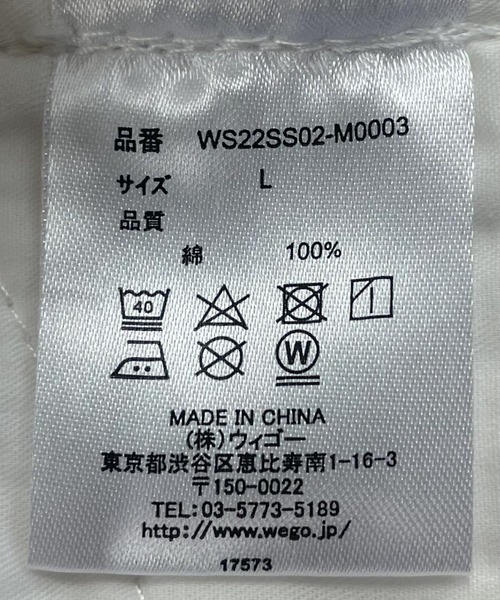 品番 WS22SS02-M0003
サイズ L
品質
綿 100%
40
W
MADE IN CHINA
(株)ウィゴー
東京都渋谷区恵比寿南1-16-3
〒150-0022
TEL:03-5773-5189
http://www.wego.jp/
17573